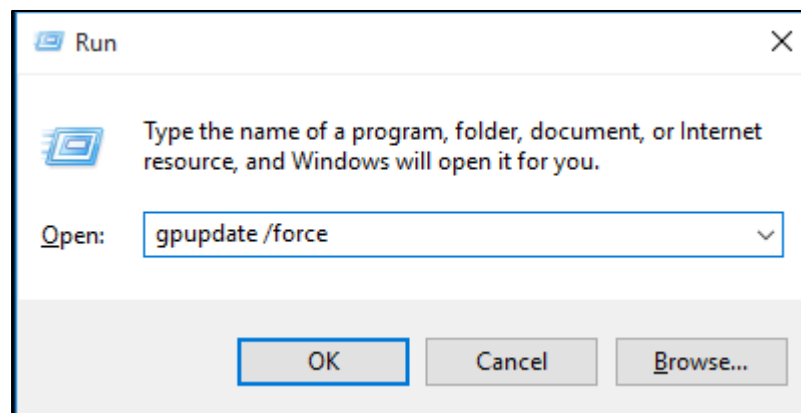 Run
Type the name of a program, folder, document, or Internet
resource, and Windows will open it for you.
Open:
gpupdate /force
OK
Cancel
Browse...